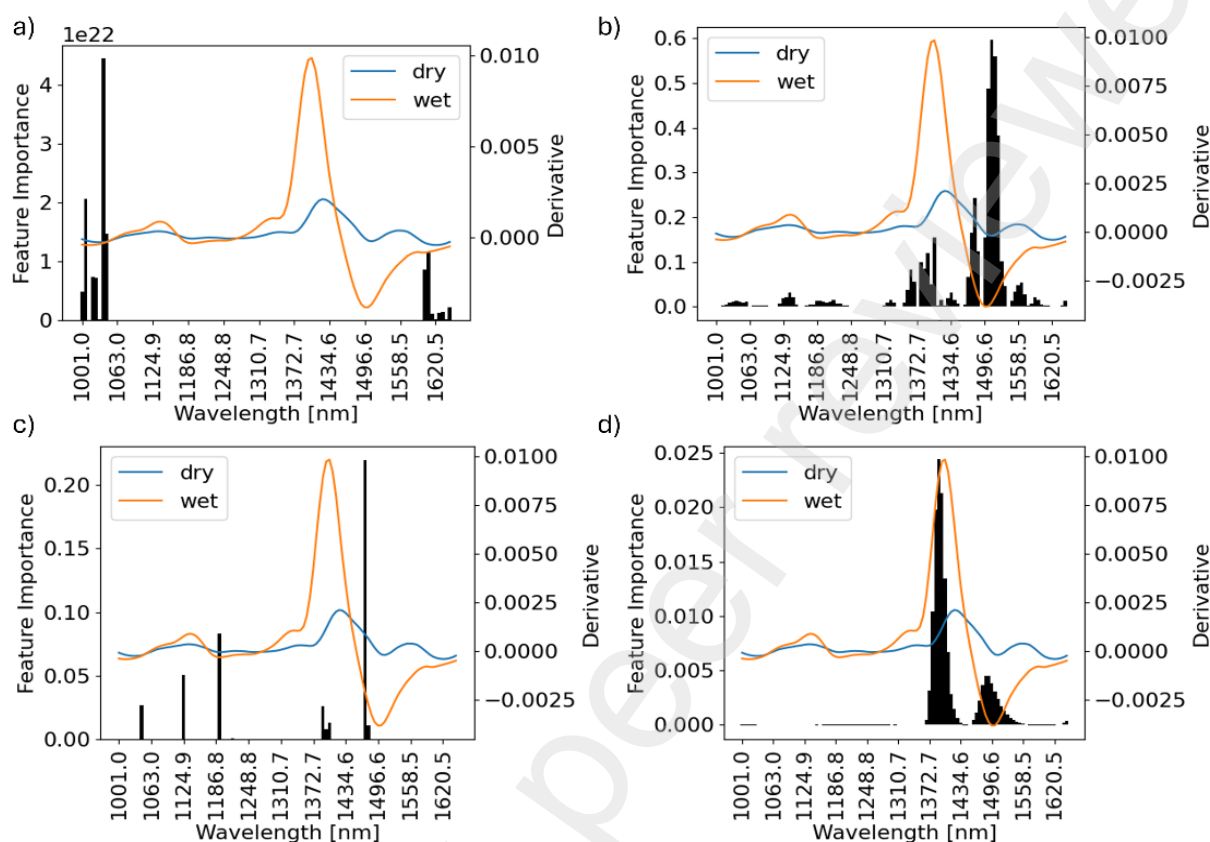 a)
1e22
Feature Importance
4
3
2
1
0
dry
wet
0.010
0.005
0.000
Derivative
1001.0 1063.0 1124.9 1186.8 1248.8 1310.7 1372.7 1434.6 1496.6 1558.5 1620.5
Wavelength [nm]
b)
Feature Importance
0.6
0.5
0.4
0.3
0.2
0.1
0.0
dry
wet
0.0100
0.0075
0.0050
0.0025
0.0000
−0.0025
Derivative
1001.0 1063.0 1124.9 1186.8 1248.8 1310.7 1372.7 1434.6 1496.6 1558.5 1620.5
Wavelength [nm]
c)
Feature Importance
0.20
0.15
0.10
0.05
0.00
dry
wet
0.0100
0.0075
0.0050
0.0025
0.0000
−0.0025
Derivative
1001.0 1063.0 1124.9 1186.8 1248.8 1310.7 1372.7 1434.6 1496.6 1558.5 1620.5
Wavelength [nm]
d)
Feature Importance
0.025
0.020
0.015
0.010
0.005
0.000
dry
wet
0.0100
0.0075
0.0050
0.0025
0.0000
−0.0025
Derivative
1001.0 1063.0 1124.9 1186.8 1248.8 1310.7 1372.7 1434.6 1496.6 1558.5 1620.5
Wavelength [nm]
peer review